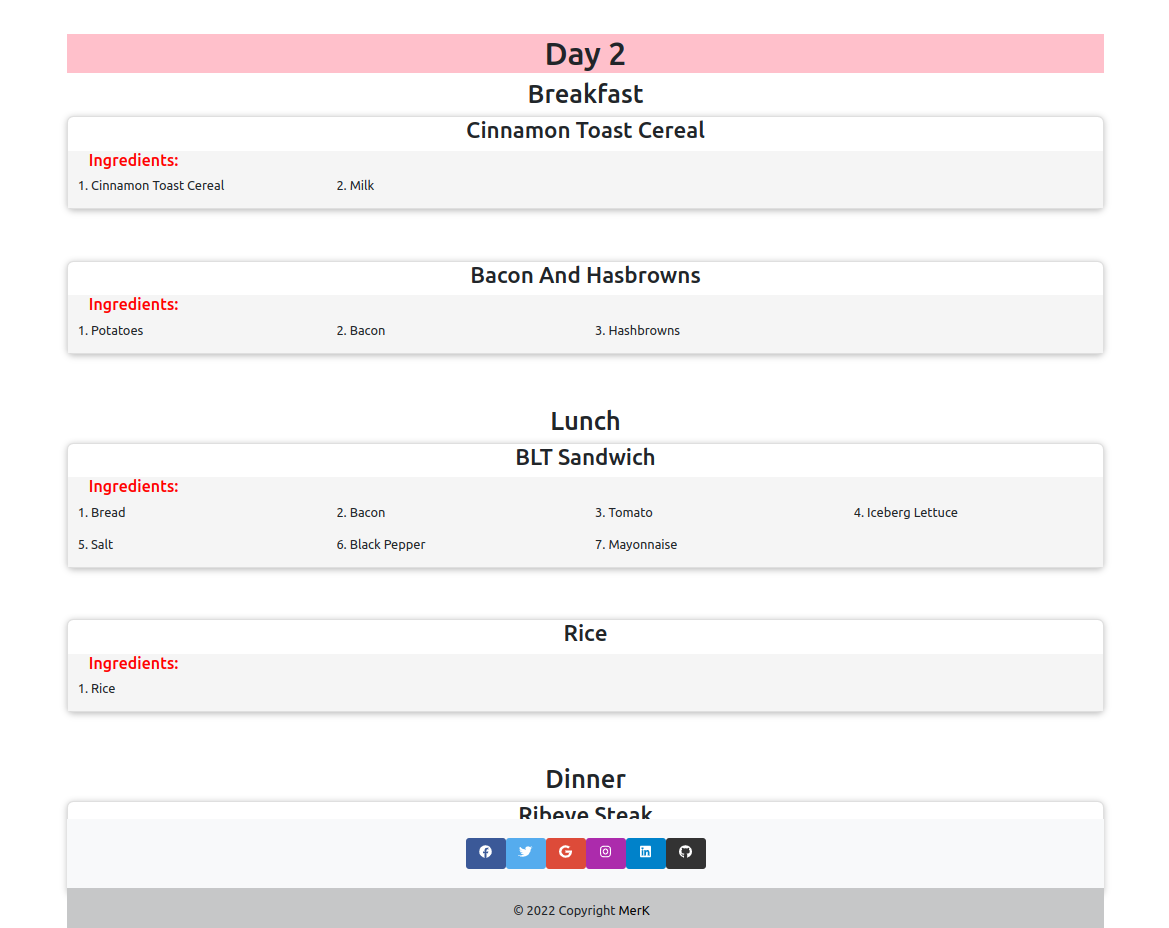 Day 2
Breakfast
Cinnamon Toast Cereal
Ingredients:
1. Cinnamon Toast Cereal 2. Milk
Bacon And Hasbrowns
Ingredients:
1. Potatoes 2. Bacon 3. Hashbrowns
Lunch
BLT Sandwich
Ingredients:
1. Bread 2. Bacon 3. Tomato 4. Iceberg Lettuce
5. Salt 6. Black Pepper 7. Mayonnaise
Rice
Ingredients:
1. Rice
Dinner
Ribeye Steak
© 2022 Copyright MerK